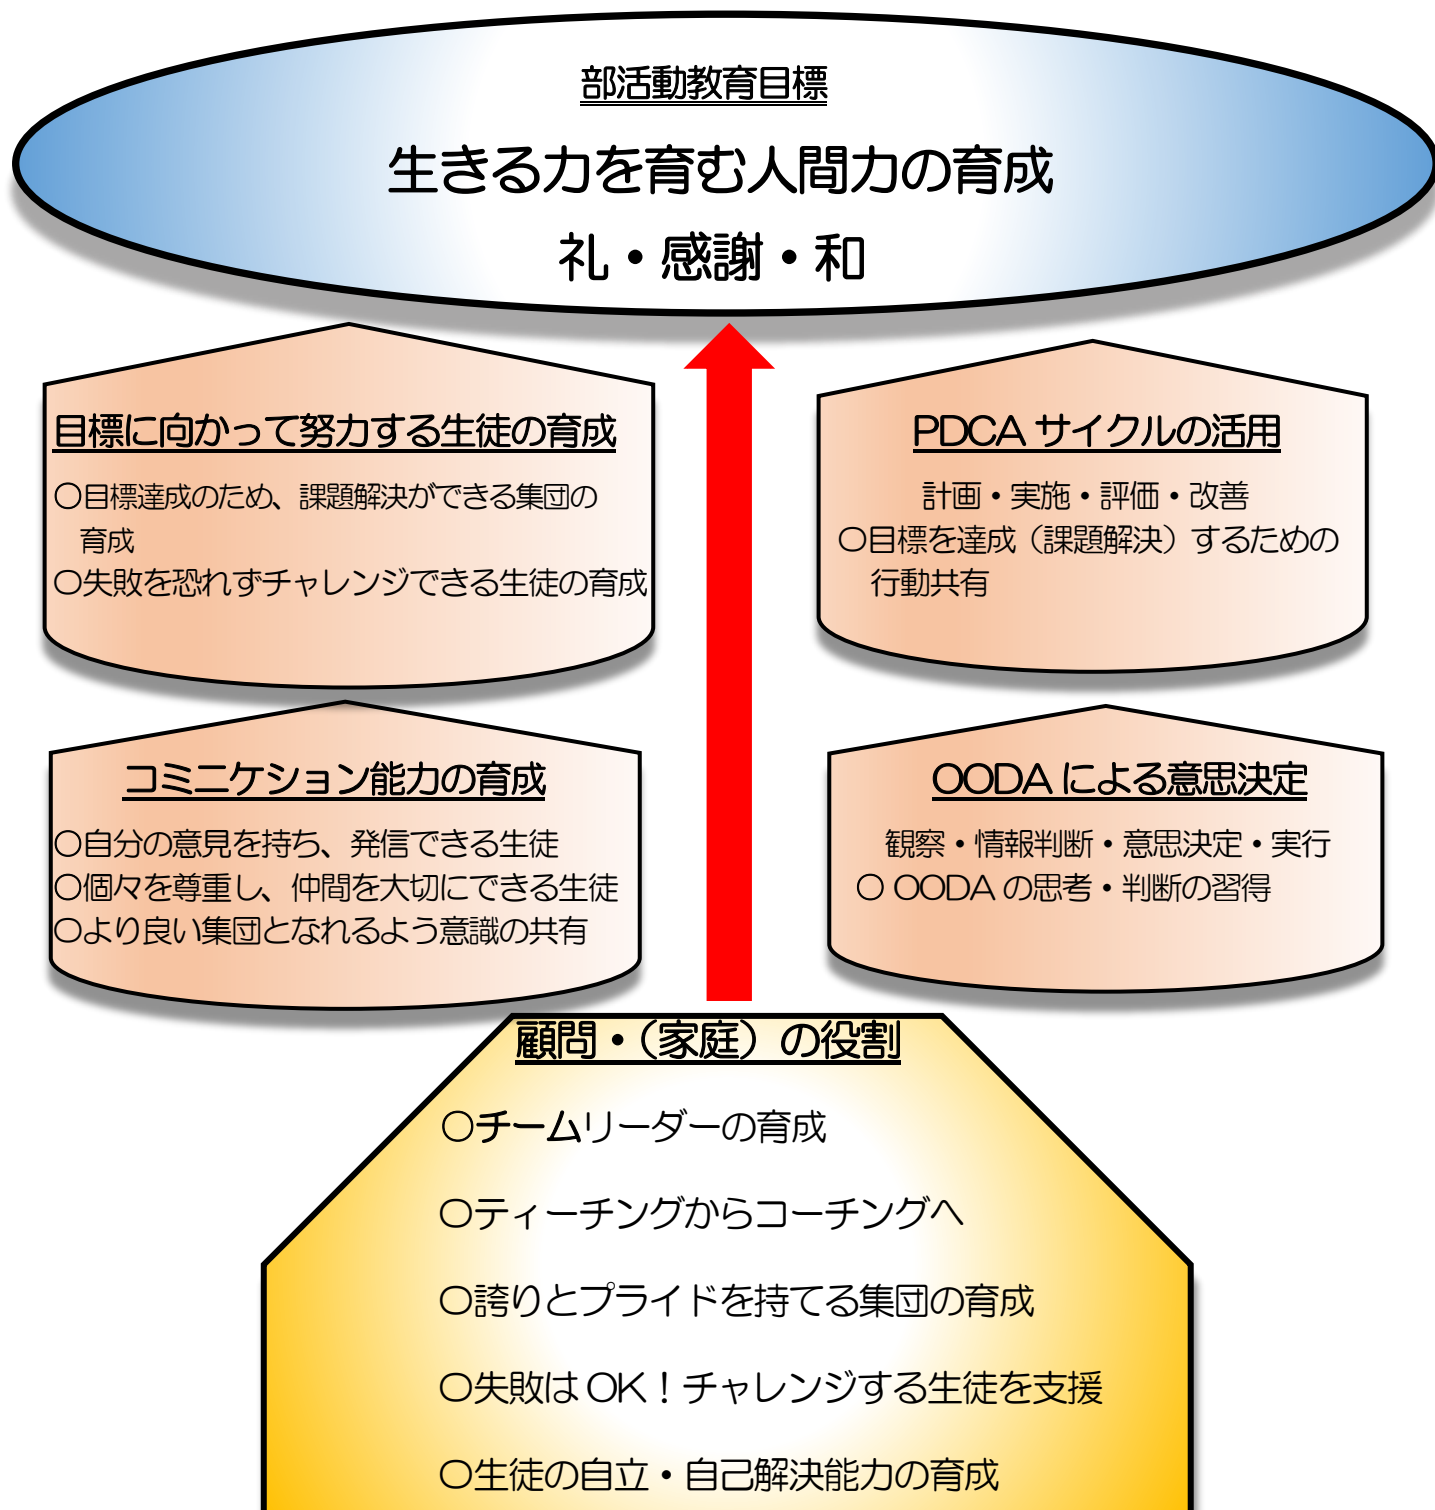 部活動教育目標
生きる力を育む人間力の育成
礼・感謝・和
目標に向かって努力する生徒の育成
〇目標達成のため、課題解決ができる集団の
育成
〇失敗を恐れずチャレンジできる生徒の育成
PDCA サイクルの活用
計画・実施・評価・改善
〇目標を達成（課題解決）するための
行動共有
コミニケション能力の育成
〇自分の意見を持ち、発信できる生徒
〇個々を尊重し、仲間を大切にできる生徒
〇より良い集団となれるよう意識の共有
OODA による意思決定
観察・情報判断・意思決定・実行
〇 OODA の思考・判断の習得
顧問・（家庭）の役割
〇チームリーダーの育成
〇ティーチングからコーチングへ
〇誇りとプライドを持てる集団の育成
〇失敗は OK！チャレンジする生徒を支援
〇生徒の自立・自己解決能力の育成